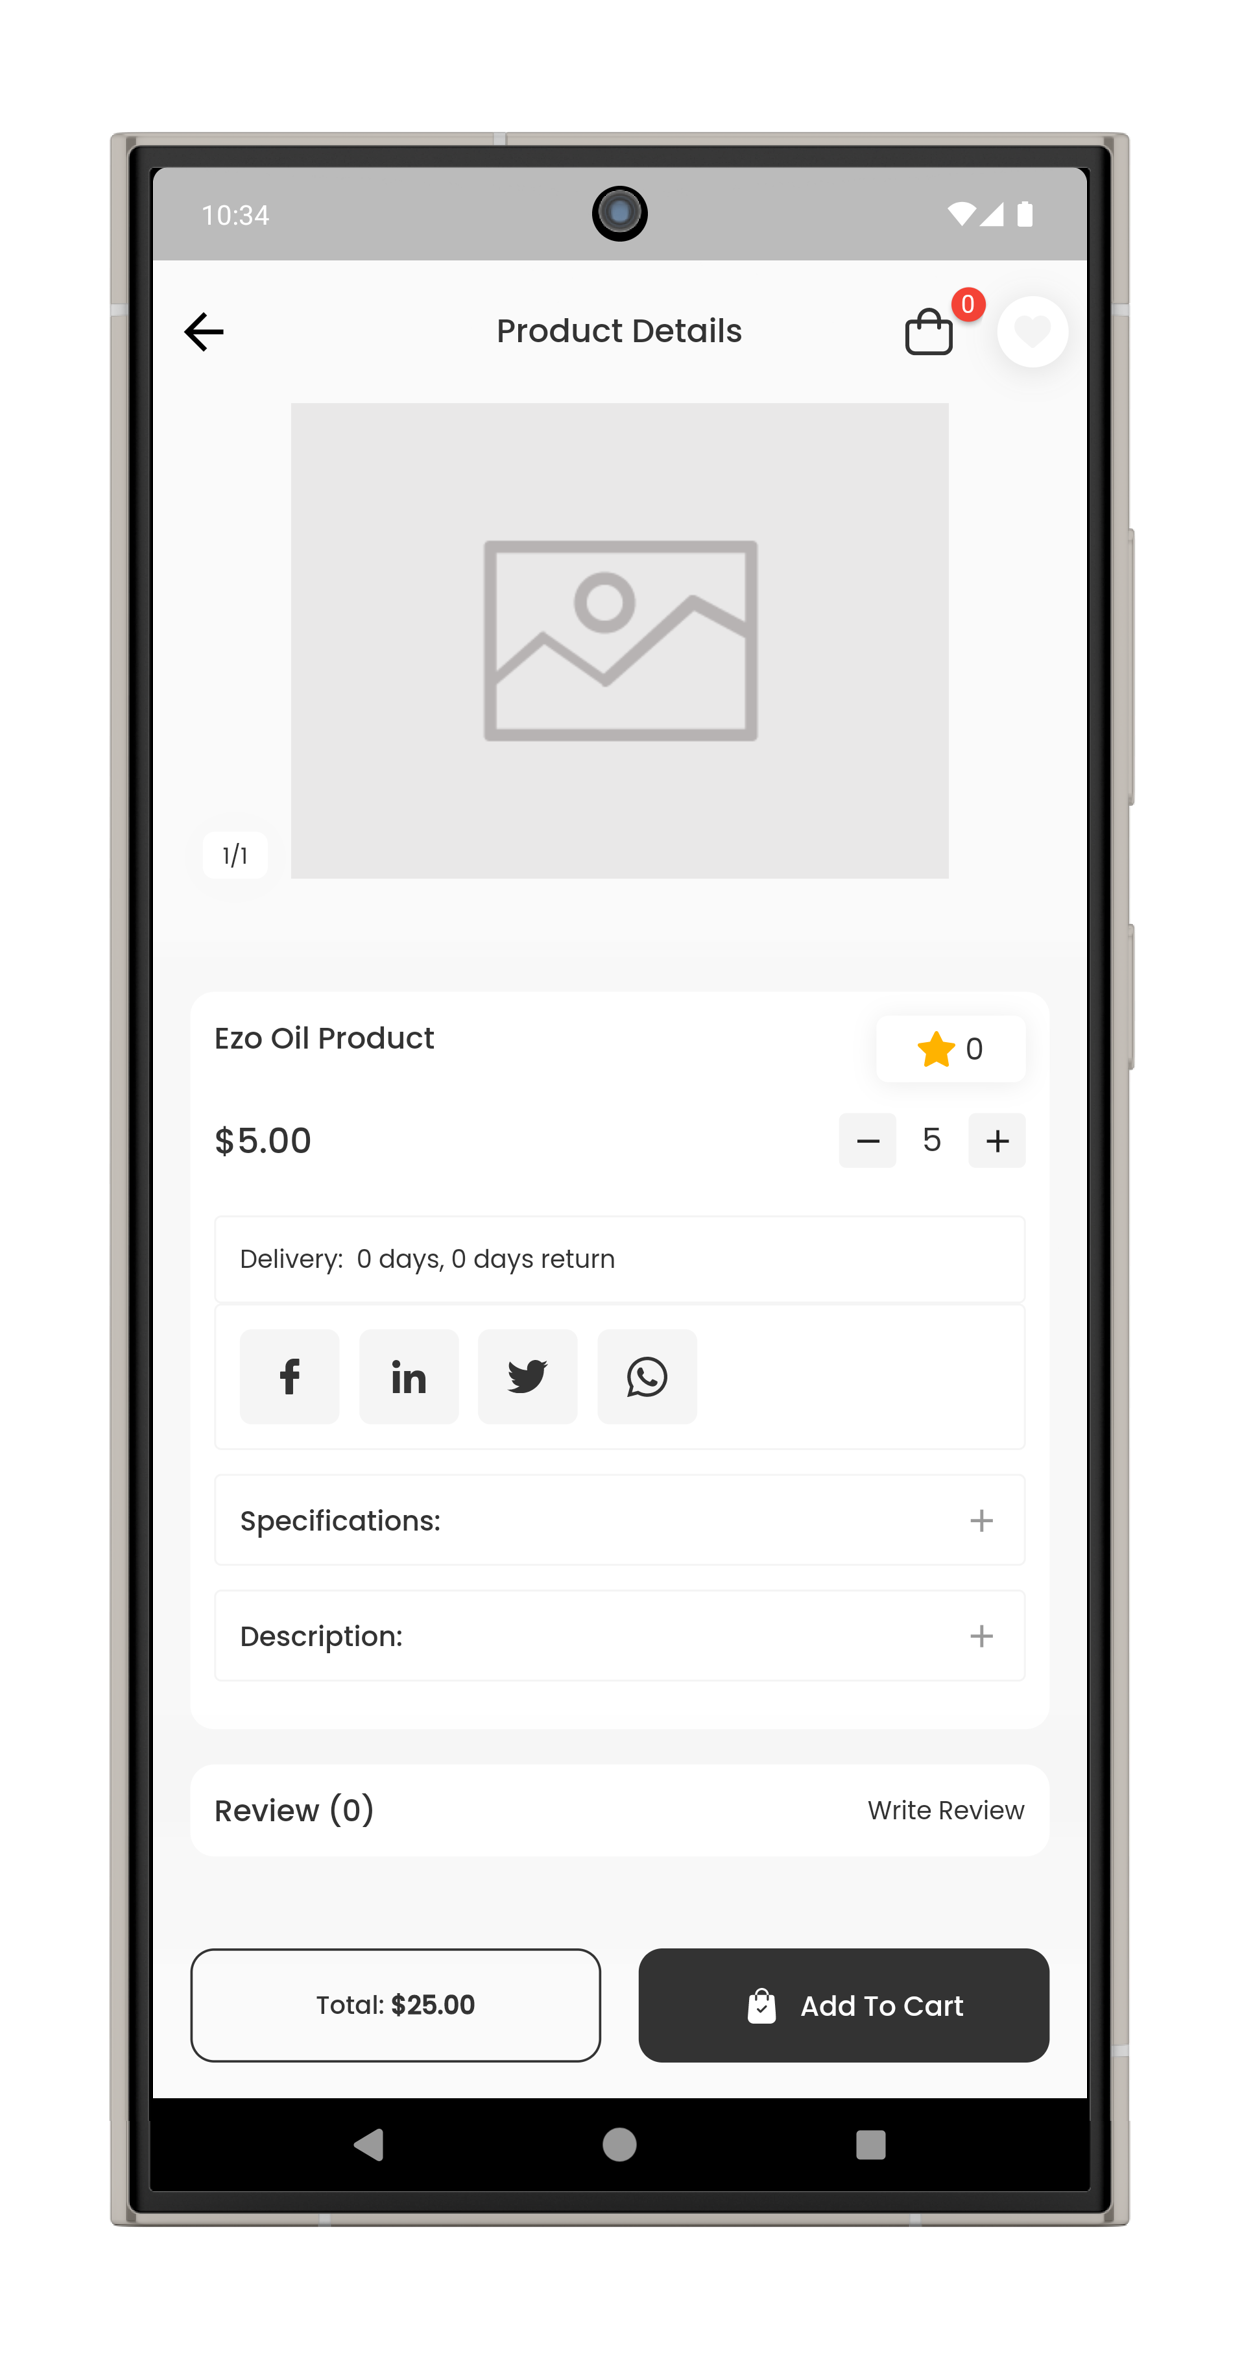 10:34
Product Details
0
1/1
Ezo Oil Product
0
$5.00
5
Delivery: 0 days, 0 days return
Specifications:
Description:
Review (0)
Write Review
Total: $25.00
Add To Cart